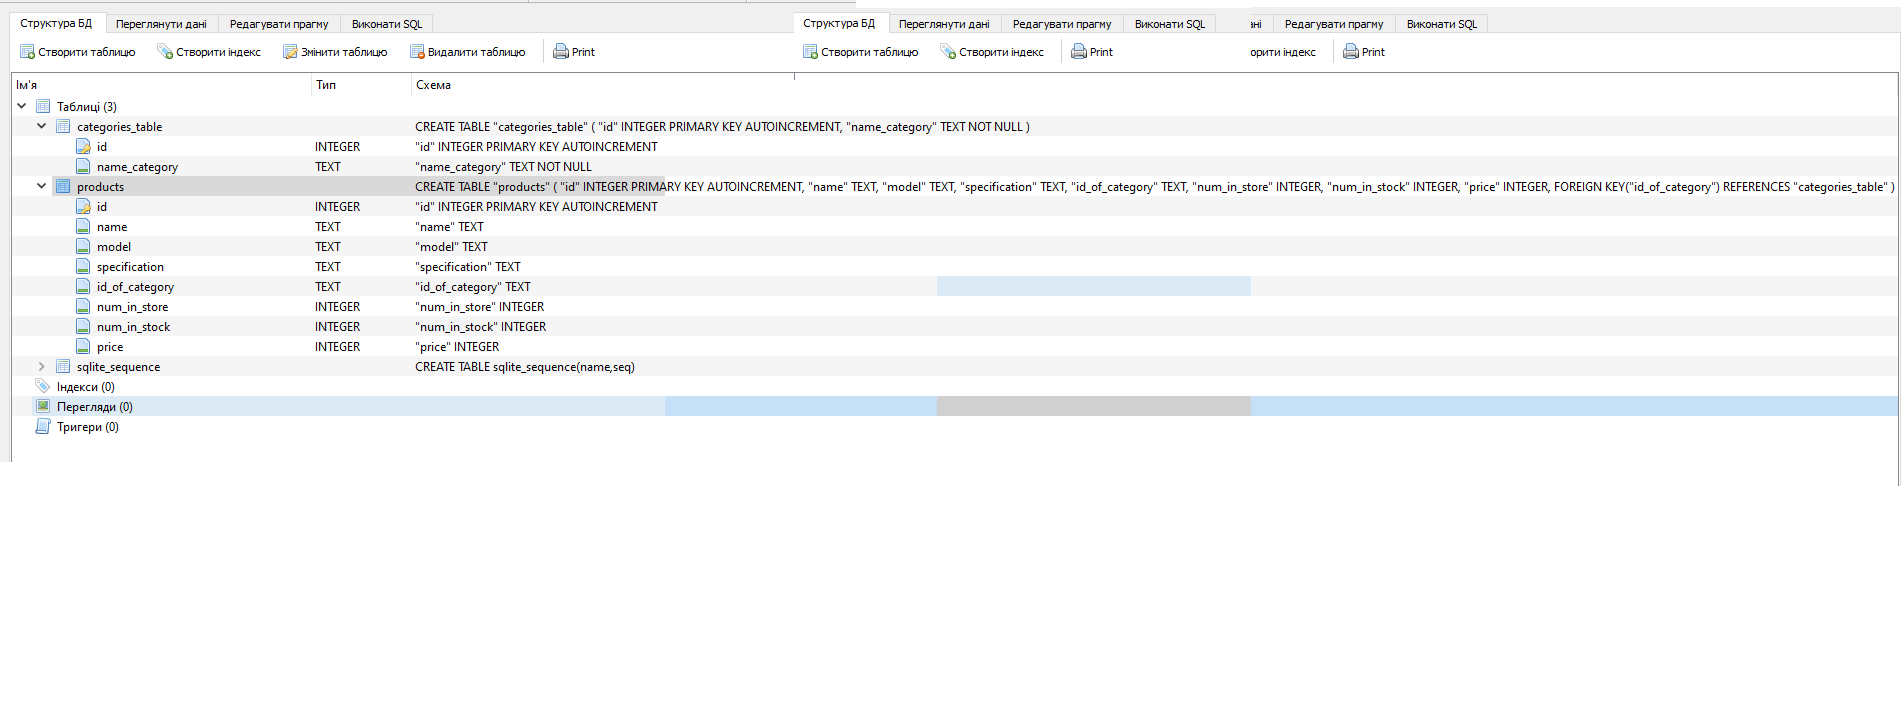 Структура БД Переглянути дані Редагувати прагму Виконати SQL Структура БД Переглянути дані Редагувати прагму Виконати SQL ані Редагувати прагму Виконати SQL
Створити таблицю Створити індекс Змінити таблицю Видалити таблицю Print Створити таблицю Створити індекс Print орити індекс Print
Ім'я Тип Схема
Таблиці (3)
categories_table CREATE TABLE "categories_table" ( "id" INTEGER PRIMARY KEY AUTOINCREMENT, "name_category" TEXT NOT NULL )
id INTEGER "id" INTEGER PRIMARY KEY AUTOINCREMENT
name_category TEXT "name_category" TEXT NOT NULL
products CREATE TABLE "products" ( "id" INTEGER PRIMARY KEY AUTOINCREMENT, "name" TEXT, "model" TEXT, "specification" TEXT, "id_of_category" TEXT, "num_in_store" INTEGER, "num_in_stock" INTEGER, "price" INTEGER, FOREIGN KEY("id_of_category") REFERENCES "categories_table" )
id INTEGER "id" INTEGER PRIMARY KEY AUTOINCREMENT
name TEXT "name" TEXT
model TEXT "model" TEXT
specification TEXT "specification" TEXT
id_of_category TEXT "id_of_category" TEXT
num_in_store INTEGER "num_in_store" INTEGER
num_in_stock INTEGER "num_in_stock" INTEGER
price INTEGER "price" INTEGER
sqlite_sequence CREATE TABLE sqlite_sequence(name,seq)
Індекси (0)
Перегляди (0)
Тригери (0)